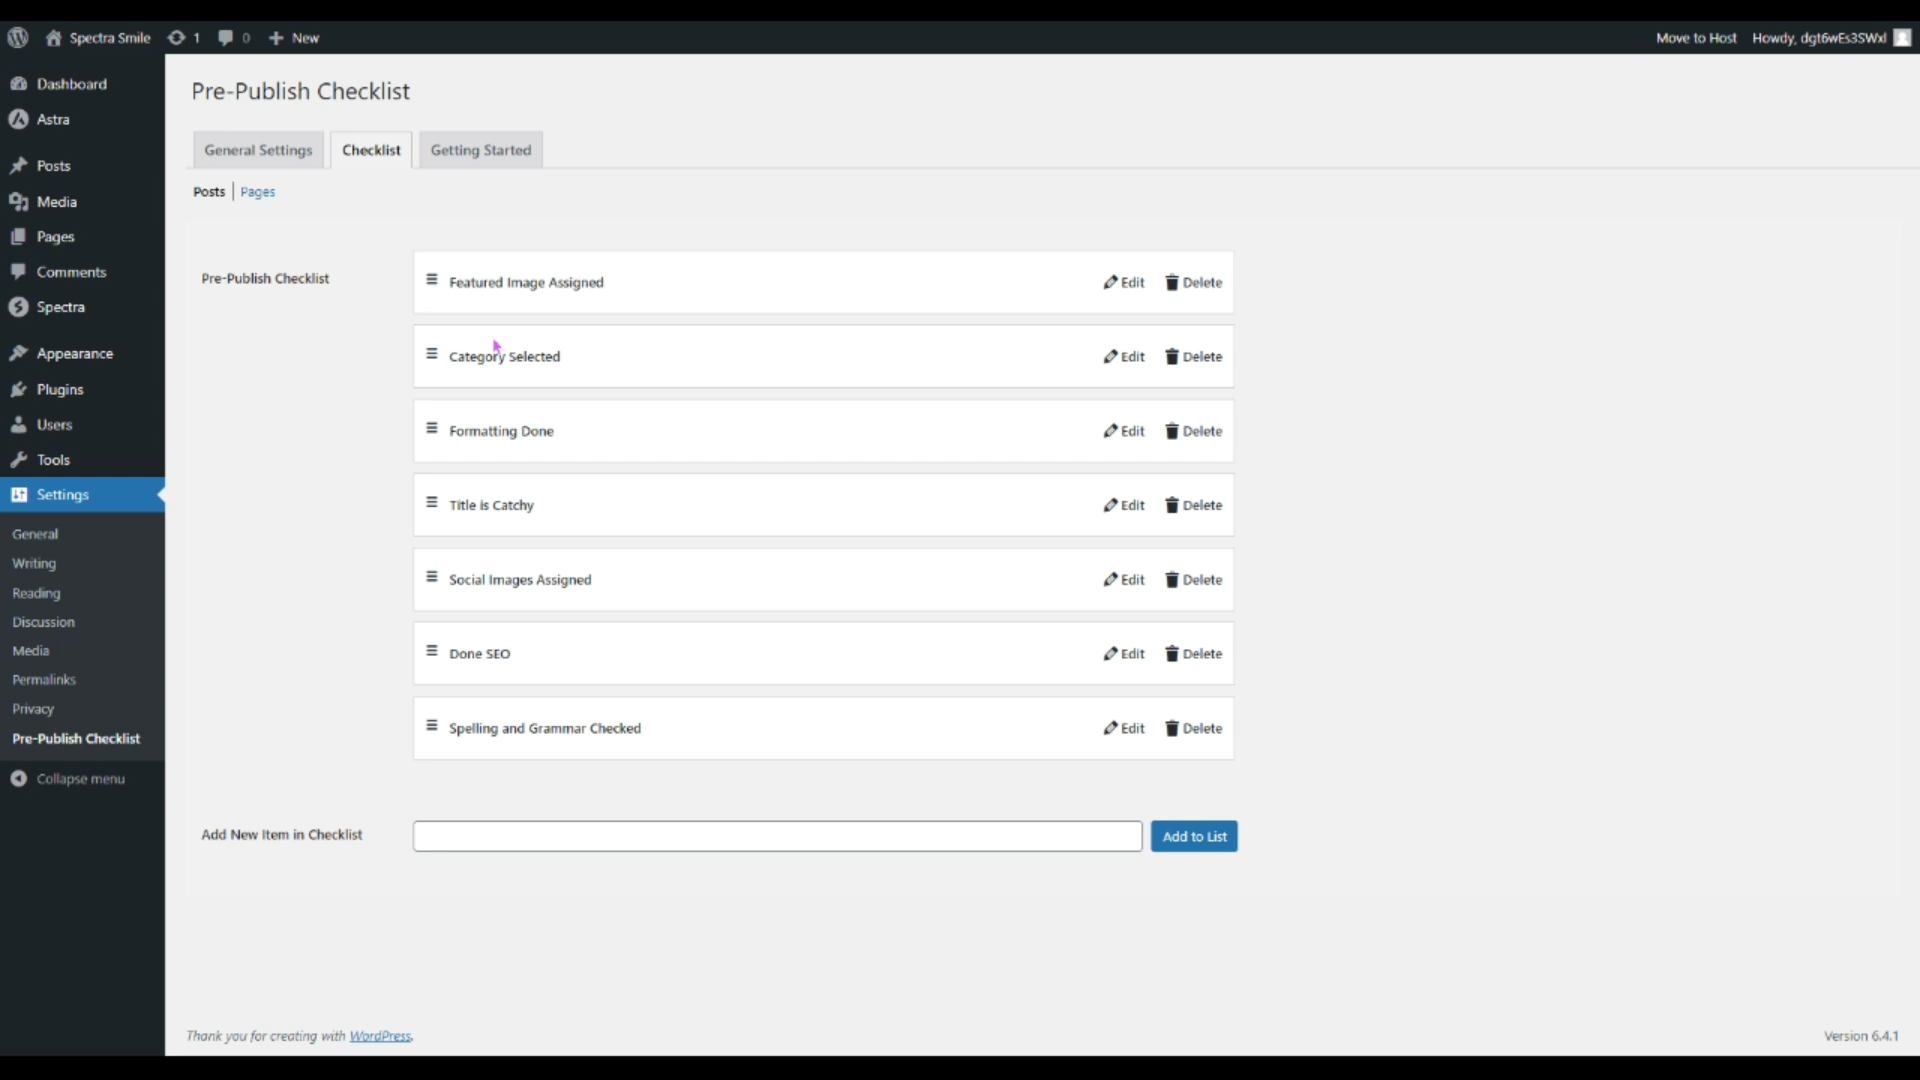 Spectra Smile 1 0 New Move to Host Howdy, dgt6wEs3SWxl
Dashboard
Astra
Posts
Media
Pages
Comments
Spectra
Appearance
Plugins
Users
Tools
Settings
General
Writing
Reading
Discussion
Media
Permalinks
Privacy
Pre-Publish Checklist
Collapse menu
Pre-Publish Checklist
General Settings Checklist Getting Started
Posts | Pages
Pre-Publish Checklist
Featured Image Assigned Edit Delete
Category Selected Edit Delete
Formatting Done Edit Delete
Title is Catchy Edit Delete
Social Images Assigned Edit Delete
Done SEO Edit Delete
Spelling and Grammar Checked Edit Delete
Add New Item in Checklist Add to List
Thank you for creating with WordPress. Version 6.4.1